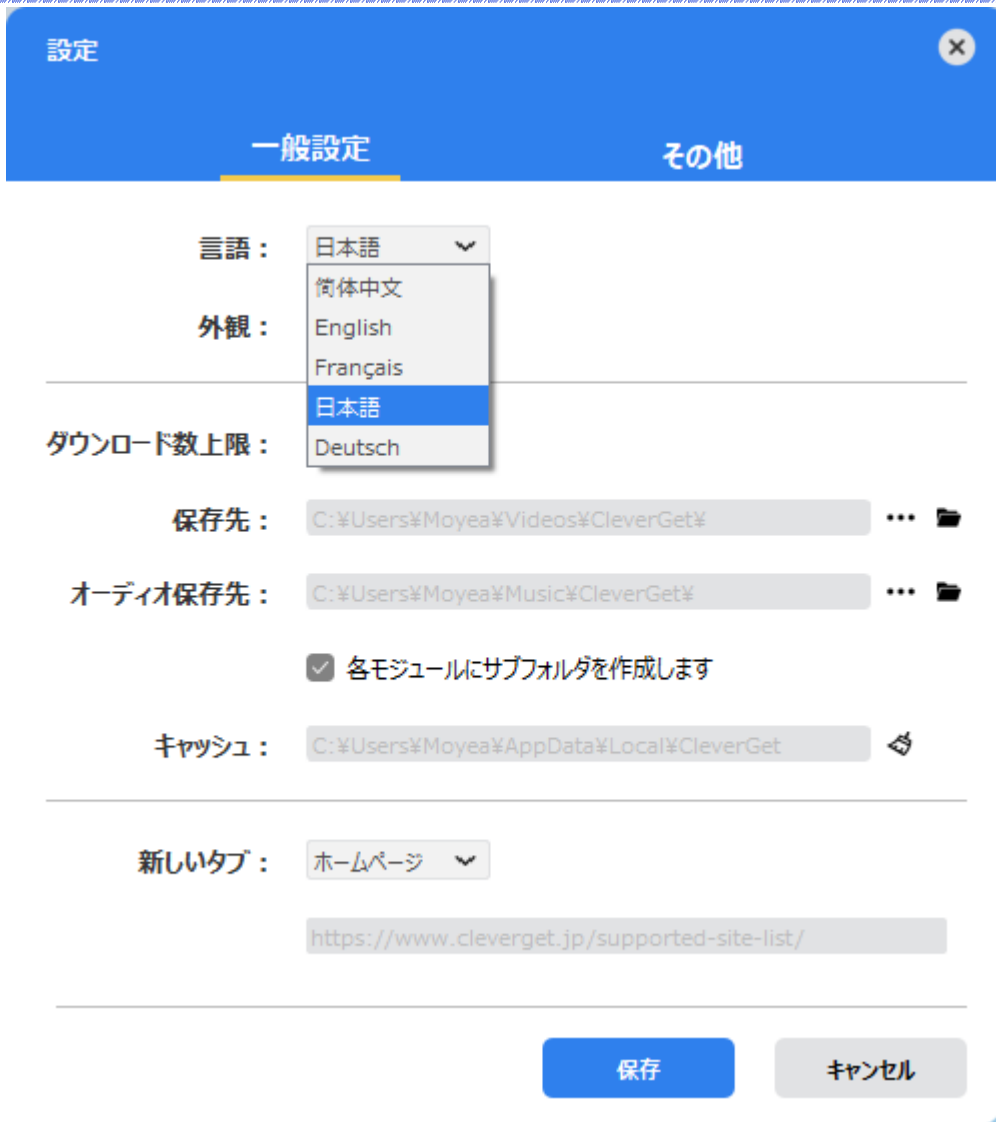 設定
一般設定
その他
言語：
日本語
简体中文
English
Français
日本語
Deutsch
外観：
ダウンロード数上限：
保存先：
C:¥Users¥Moyea¥Videos¥CleverGet¥
オーディオ保存先：
C:¥Users¥Moyea¥Music¥CleverGet¥
各モジュールにサブフォルダを作成します
キャッシュ：
C:¥Users¥Moyea¥AppData¥Local¥CleverGet
新しいタブ：
ホームページ
https://www.cleverget.jp/supported-site-list/
保存
キャンセル